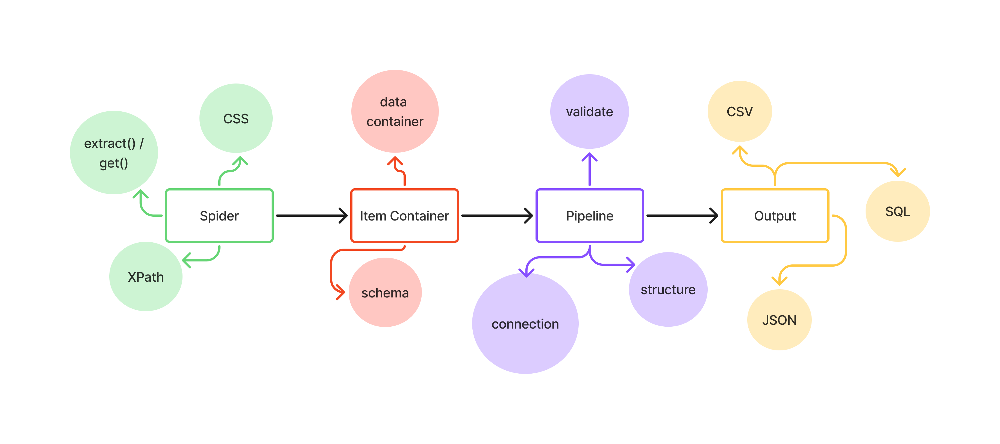 extract() /
get()
CSS
Spider
XPath
data
container
Item Container
schema
validate
Pipeline
connection
structure
CSV
Output
SQL
JSON